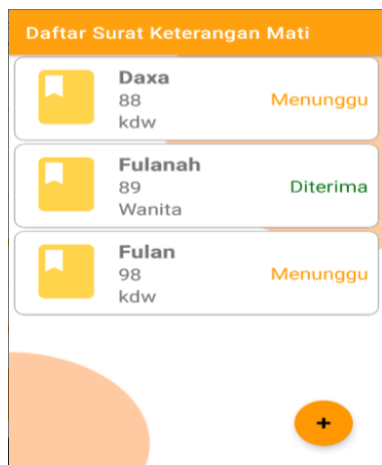 Daftar Surat Keterangan Mati
Daxa
88
Menunggu
kdw
Fulanah
89
Diterima
Wanita
Fulan
98
Menunggu
kdw
+